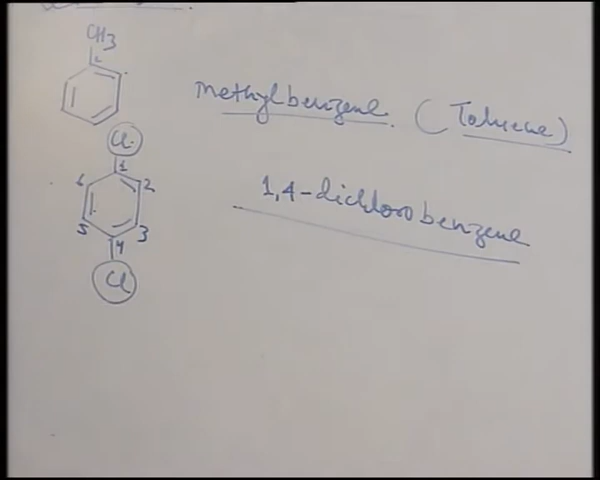 CH3
methylbenzene (Toluene)
Cl
1
6 2
1,4-dichlorobenzene
5 3
4
Cl